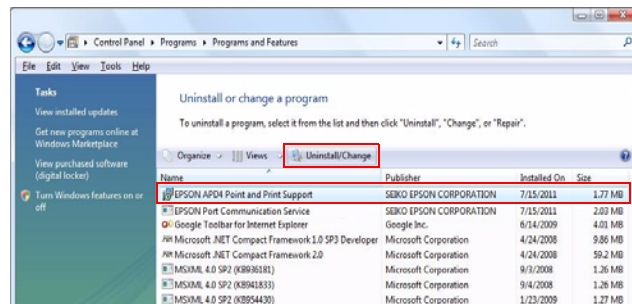 Control Panel ▸ Programs ▸ Programs and Features
Search
File Edit View Tools Help
Tasks
View installed updates
Get new programs online at
Windows Marketplace
View purchased software
(digital locker)
Turn Windows features on or
off
Uninstall or change a program
To uninstall a program, select it from the list and then click "Uninstall", "Change", or "Repair".
Organize Views Uninstall/Change
Name Publisher Installed On Size
EPSON APD4 Point and Print Support SEIKO EPSON CORPORATION 7/15/2011 1.77 MB
EPSON Port Communication Service SEIKO EPSON CORPORATION 7/15/2011 2.03 MB
Google Toolbar for Internet Explorer Google Inc. 6/14/2009 4.01 MB
Microsoft .NET Compact Framework 1.0 SP3 Developer Microsoft Corporation 4/24/2008 9.86 MB
Microsoft .NET Compact Framework 2.0 Microsoft Corporation 4/24/2008 59.2 MB
MSXML 4.0 SP2 (KB936181) Microsoft Corporation 9/3/2008 1.26 MB
MSXML 4.0 SP2 (KB941833) Microsoft Corporation 9/4/2008 1.26 MB
MSXML 4.0 SP2 (KB954430) Microsoft Corporation 1/23/2009 1.27 MB